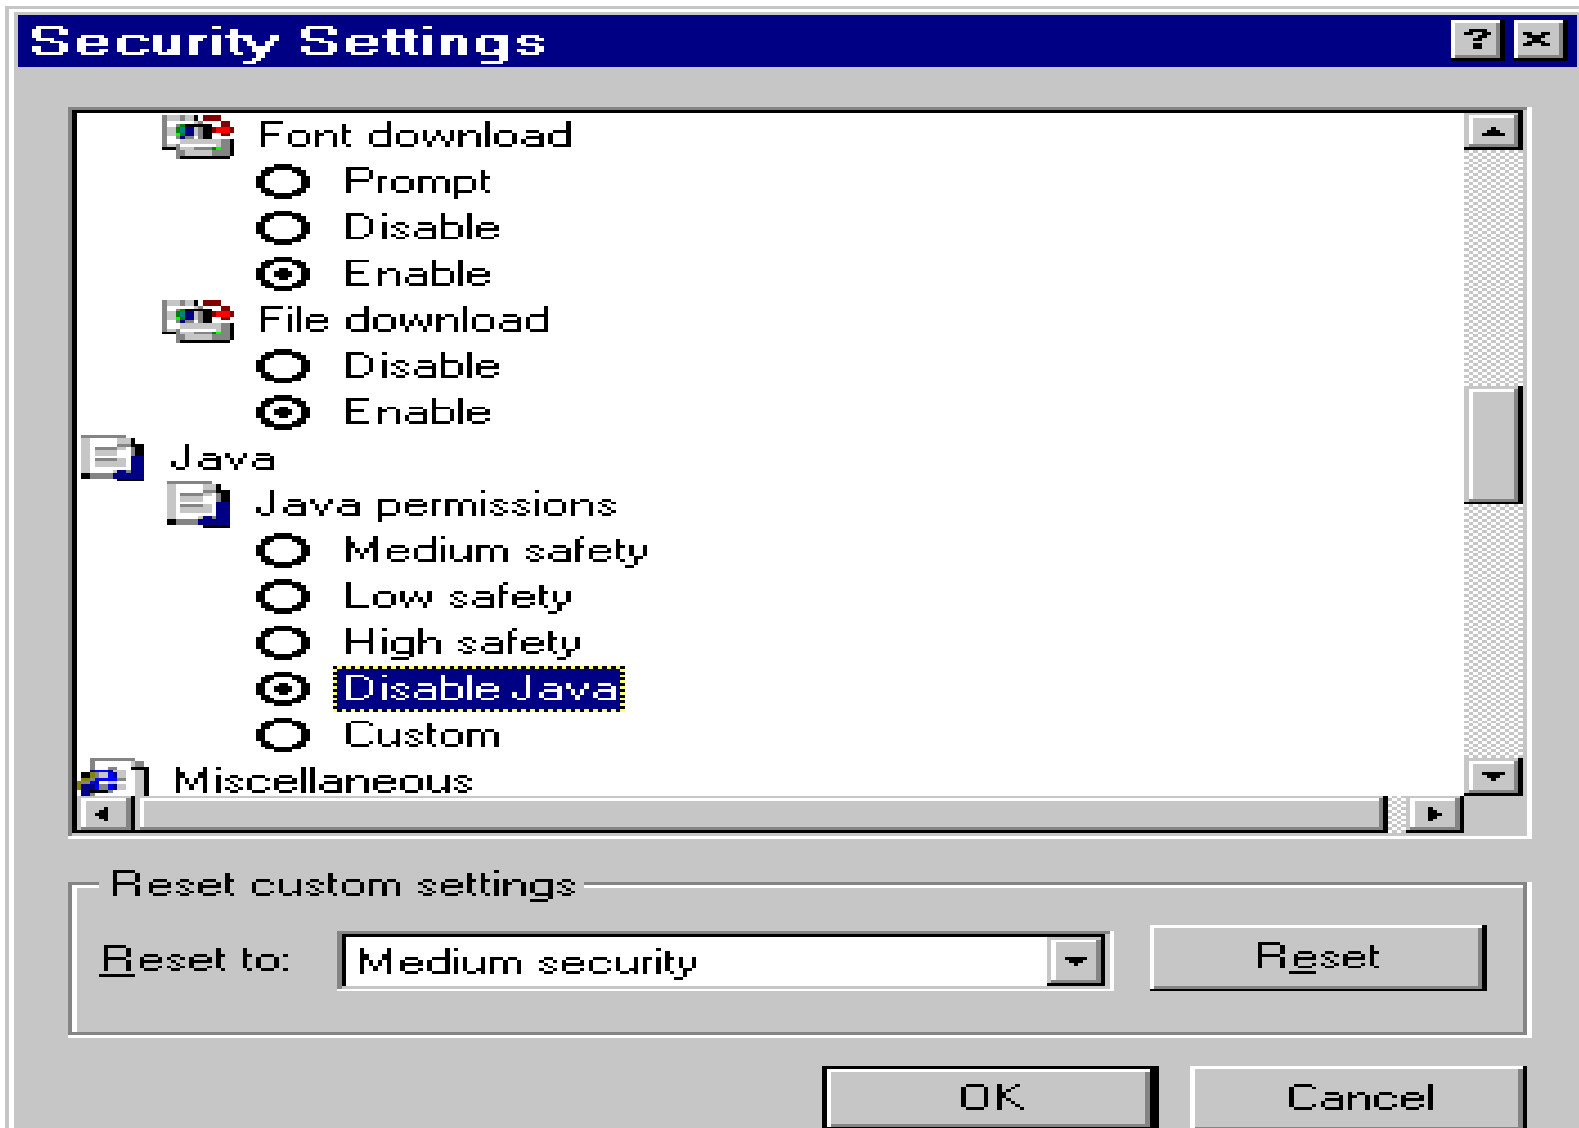 Security Settings
Font download
Prompt
Disable
Enable
File download
Disable
Enable
Java
Java permissions
Medium safety
Low safety
High safety
Disable Java
Custom
Miscellaneous
Reset custom settings
Reset to: Medium security Reset
OK Cancel